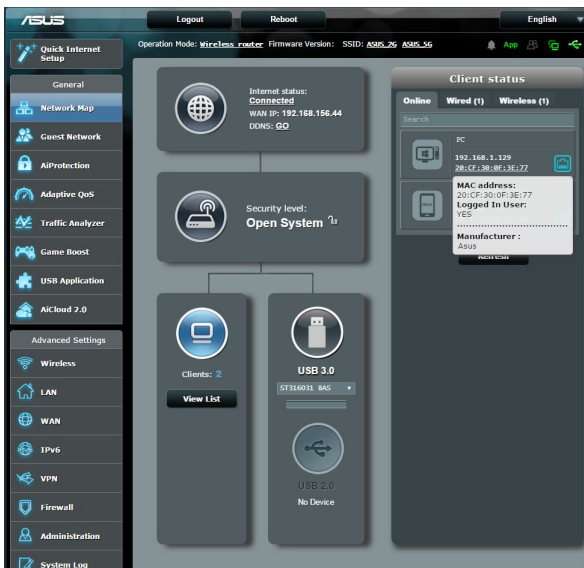 ASUS
Logout
Reboot
English
Quick Internet
Setup
Operation Mode: Wireless router Firmware Version: SSID: ASUS_2G ASUS_5G
App
General
Network Map
Guest Network
AiProtection
Adaptive QoS
Traffic Analyzer
Game Boost
USB Application
AiCloud 2.0
Advanced Settings
Wireless
LAN
WAN
IPv6
VPN
Firewall
Administration
System Log
Internet status:
Connected
WAN IP: 192.168.156.44
DDNS: GO
Security level:
Open System
Clients: 2
View List
USB 3.0
ST316031 8AS
USB 2.0
No Device
Client status
Online Wired (1) Wireless (1)
Search
PC
192.168.1.129
20:CF:30:0F:3E:77
MAC address:
20:CF:30:0F:3E:77
Logged In User:
YES
Manufacturer :
Asus
Refresh